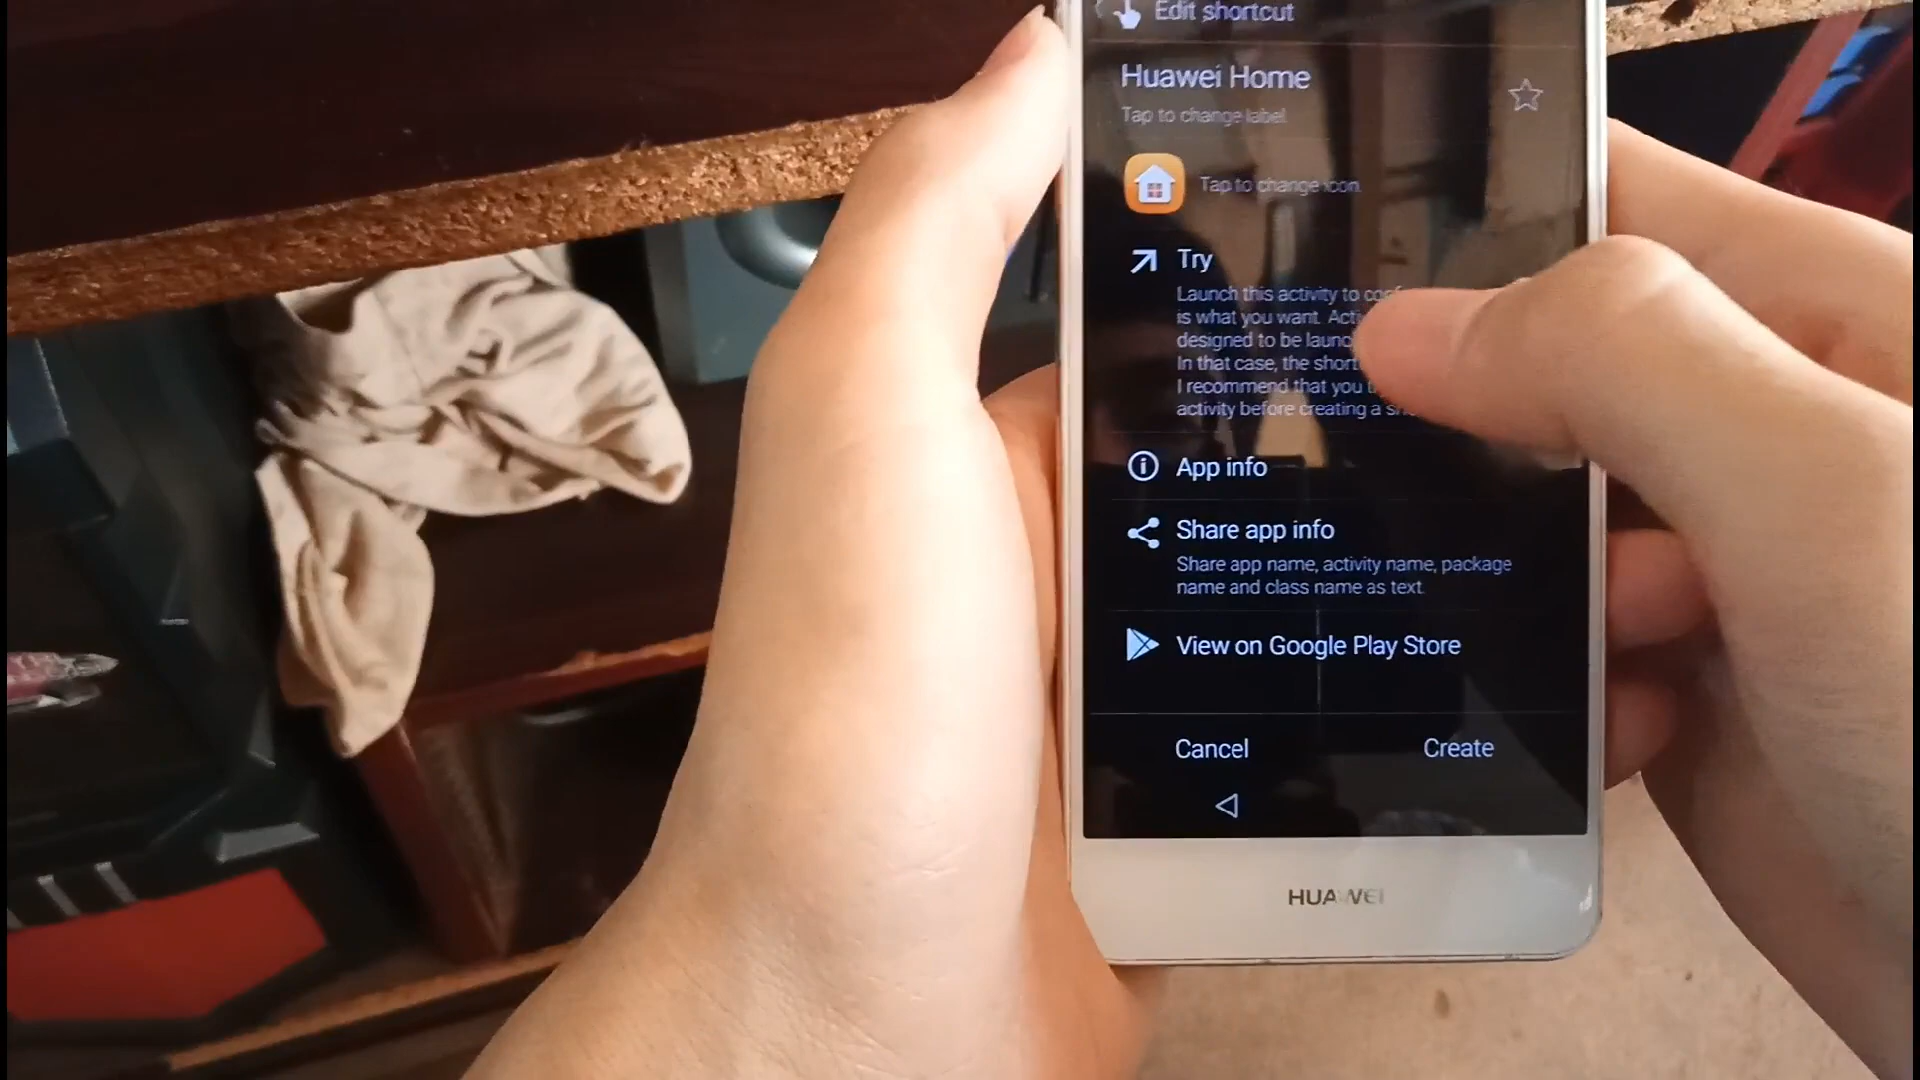 Edit shortcut
Huawei Home
Tap to change label.
Tap to change icon.
Try
Launch this activity to
is what you want.
designed to be
In that case, the
I recommend that you
activity before creating a
App info
Share app info
Share app name, activity name, package
name and class name as text.
View on Google Play Store
Cancel
Create
HUAWEI